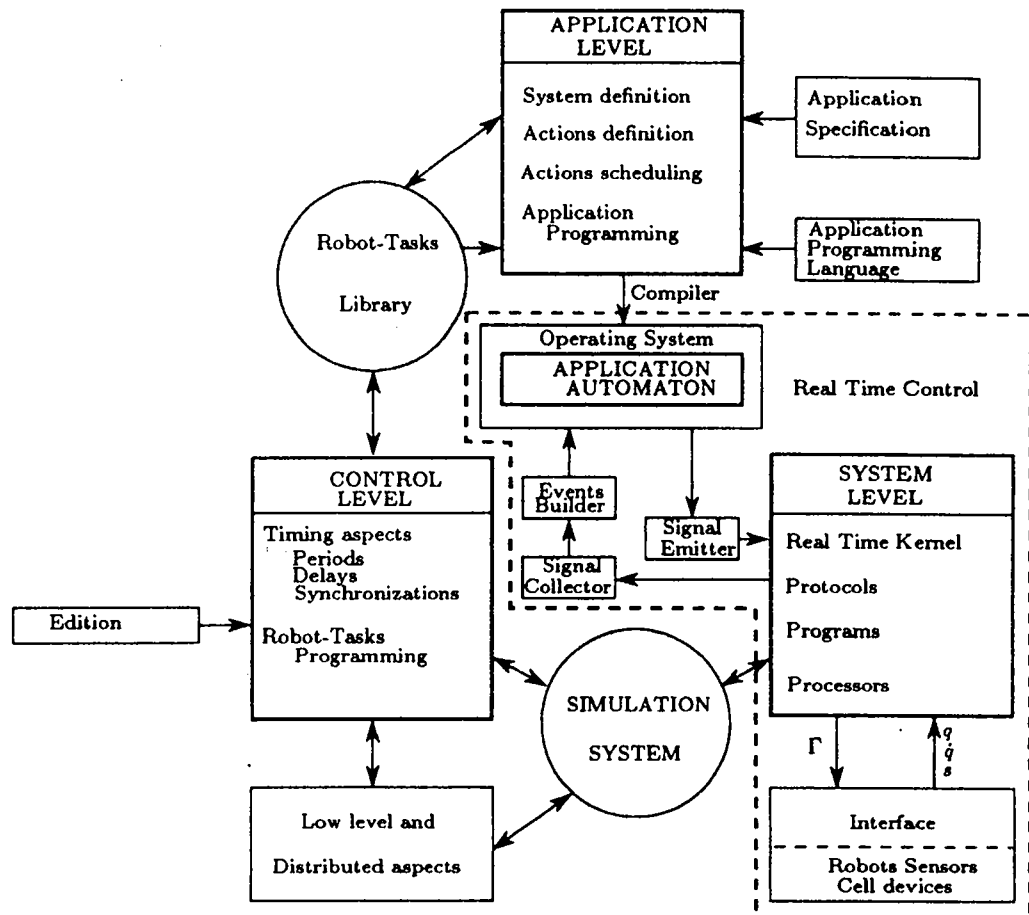 APPLICATION
LEVEL
System definition
Actions definition
Actions scheduling
Application
Programming
Application
Specification
Application
Programming
Language
Robot-Tasks
Library
Compiler
Operating System
APPLICATION
AUTOMATON
Real Time Control
CONTROL
LEVEL
Timing aspects
Periods
Delays
Synchronizations
Robot-Tasks
Programming
Edition
Events
Builder
Signal
Collector
Signal
Emitter
SYSTEM
LEVEL
Real Time Kernel
Protocols
Programs
Processors
SIMULATION
SYSTEM
Γ
q
q̇
s
Low level and
Distributed aspects
Interface
Robots Sensors
Cell devices